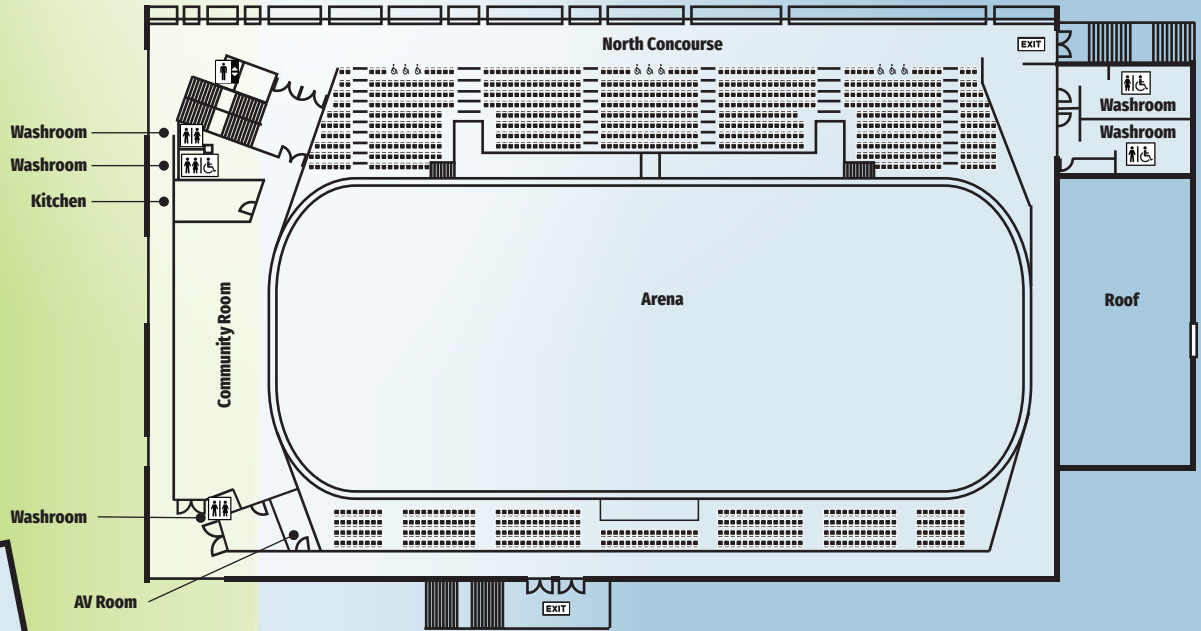 North Concourse
EXIT
Washroom
Washroom
Washroom
Washroom
Kitchen
Community Room
Arena
Roof
Washroom
AV Room
EXIT